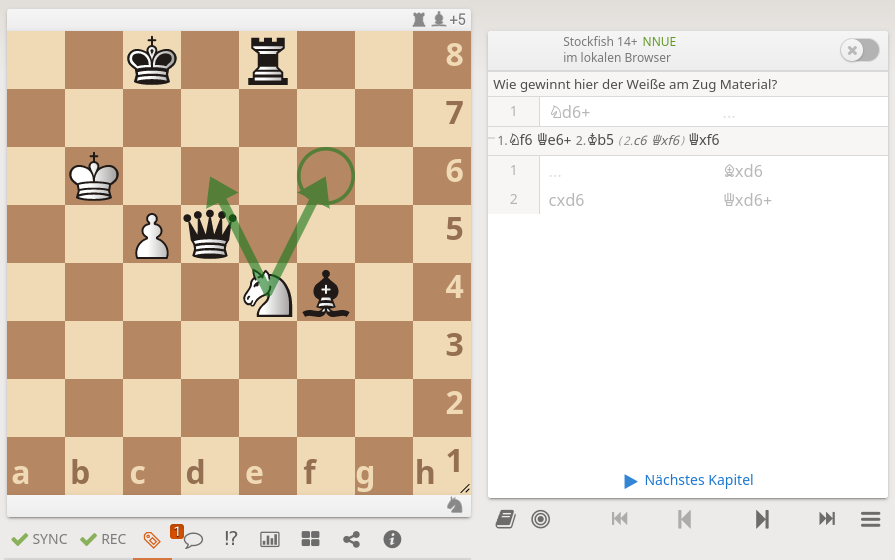 +5
8
7
6
5
4
3
2
1
a b c d e f g h
SYNC REC 1 !?
Stockfish 14+ NNUE
im lokalen Browser
Wie gewinnt hier der Weiße am Zug Material?
1 ♘d6+ ...
1.♘f6 ♕e6+ 2.♔b5 (2.c6 ♕xf6) ♕xf6
1 ... ♗xd6
2 cxd6 ♕xd6+
Nächstes Kapitel